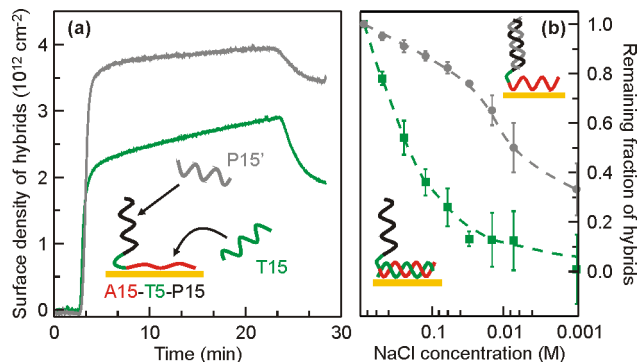 (a)
Surface density of hybrids (10¹² cm⁻²)
4
3
2
1
0
P15'
T15
A15-T5-P15
0
10
20
30
Time (min)
(b)
1.0
0.8
0.6
0.4
0.2
0.0
Remaining fraction of hybrids
0.1
0.01
0.001
NaCl concentration (M)